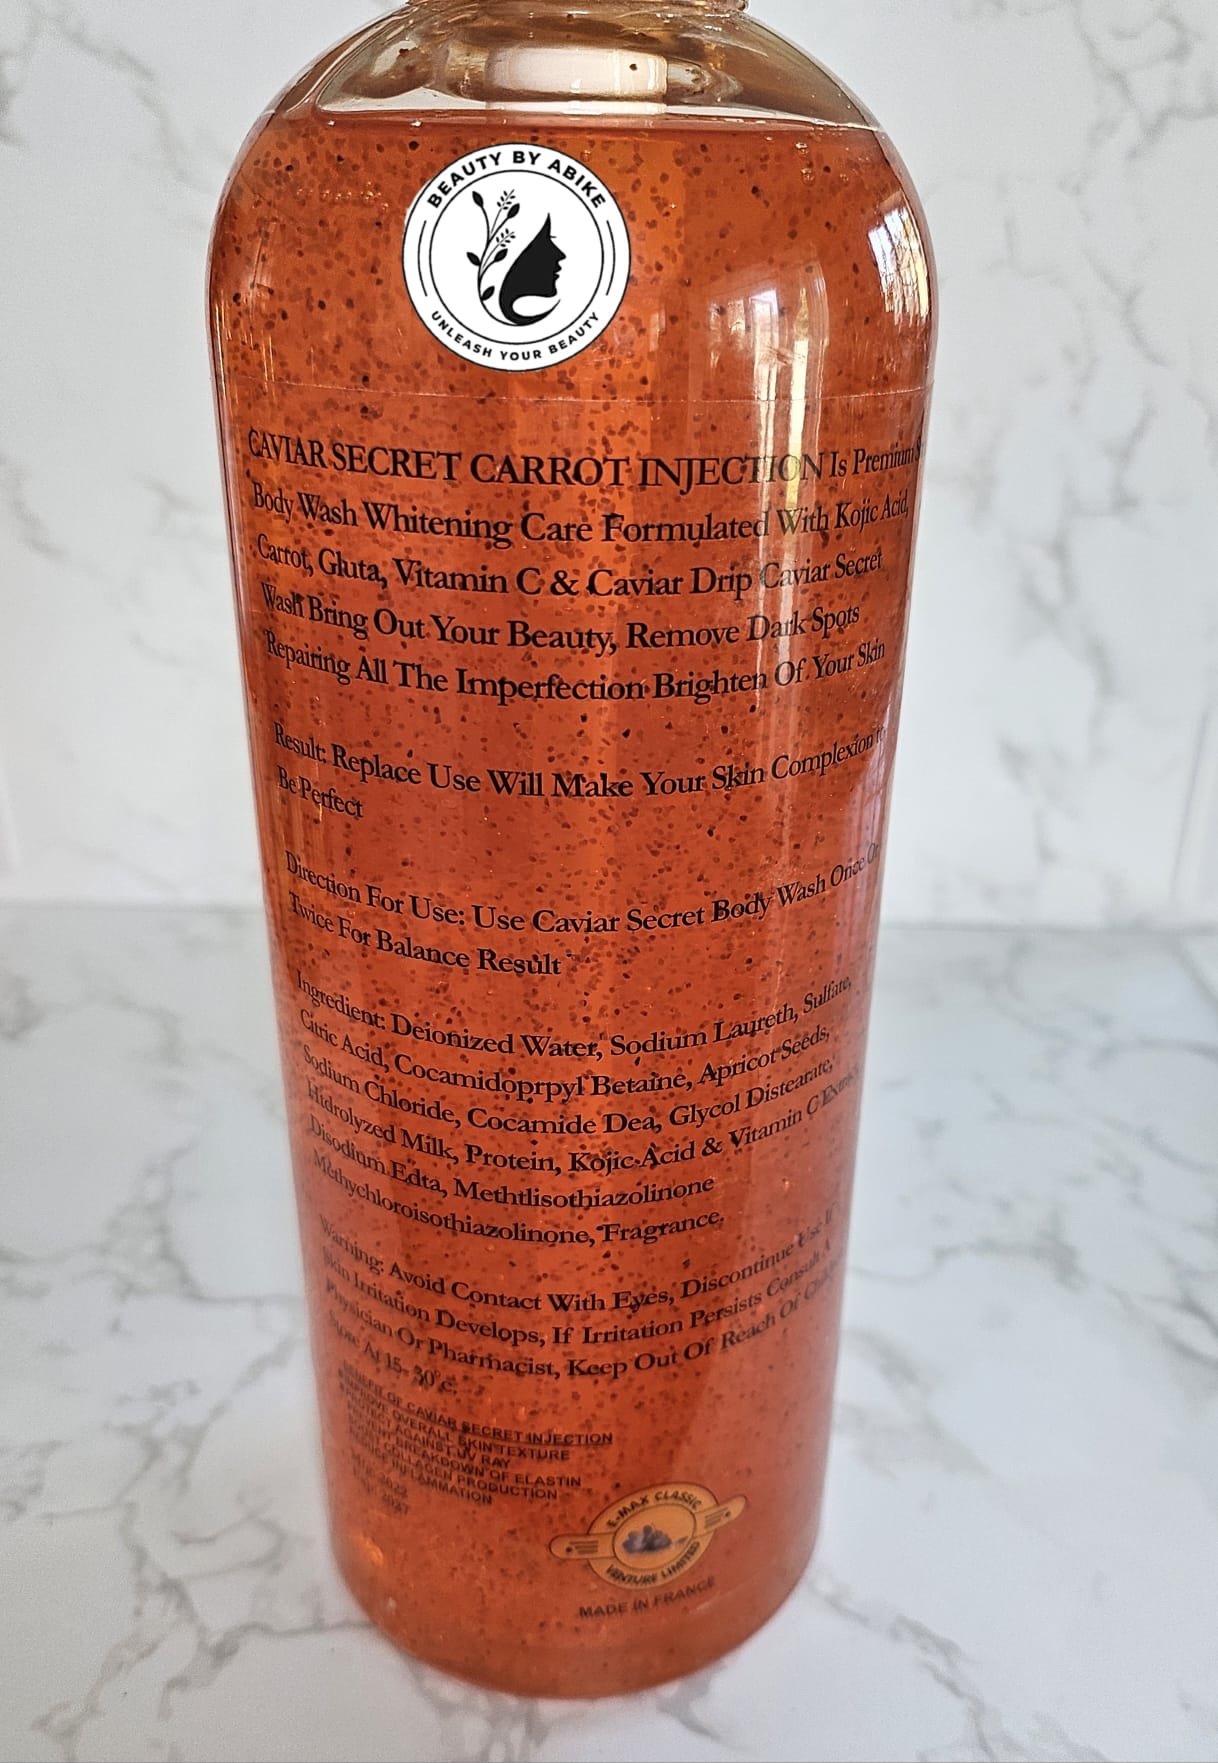 BEAUTY BY ABIKE
UNLEASH YOUR BEAUTY
CAVIAR SECRET CARROT INJECTION Is Premium
Body Wash Whitening Care Formulated With Kojic Acid,
Carrot, Gluta, Vitamin C & Caviar Drip Caviar Secret
Wash Bring Out Your Beauty, Remove Dark Spots
Repairing All The Imperfection Brighten Of Your Skin
Result: Replace Use Will Make Your Skin Complexion to
Be Perfect
Direction For Use: Use Caviar Secret Body Wash Once Or
Twice For Balance Result
Ingredient: Deionized Water, Sodium Laureth, Sulfate,
Citric Acid, Cocamidoprpyl Betaine, Apricot Seeds,
Sodium Chloride, Cocamide Dea, Glycol Distearate,
Hidrolyzed Milk, Protein, Kojic Acid & Vitamin C
Disodium Edta, Methtlisothiazolinone
Methychloroisothiazolinone, Fragrance.
Warning: Avoid Contact With Eyes, Discontinue Use If
Skin Irritation Develops, If Irritation Persists Consult A
Physician Or Pharmacist, Keep Out Of Reach Of
Store At 15- 30°c.
BENEFIT OF CAVIAR SECRET INJECTION
IMPROVE OVERALL SKIN TEXTURE
PROTECT AGAINST UV RAY
BREAKDOWN OF ELASTIN
COLLAGEN PRODUCTION
INFLAMMATION
2022
2027
E-MAX CLASSIC
VENTURE LIMITED
MADE IN FRANCE